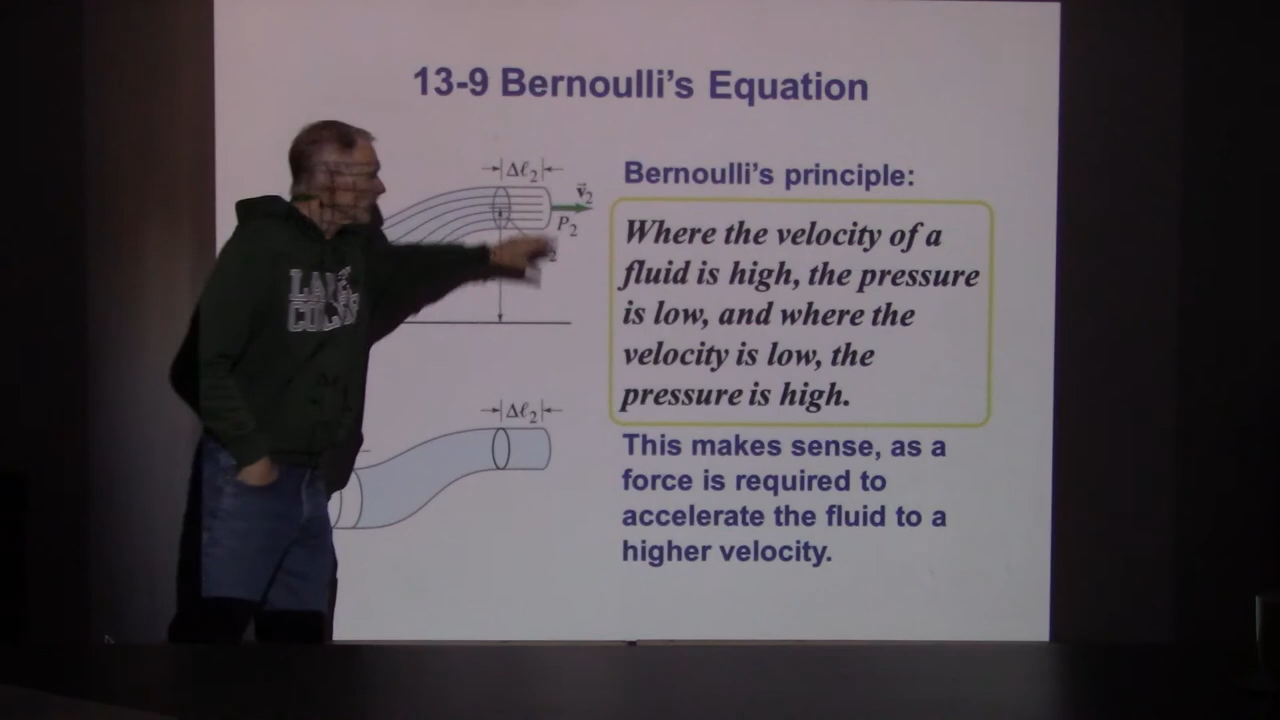 13-9 Bernoulli's Equation
Δℓ₂
v⃗₂
P₂
₂
Bernoulli's principle:
Where the velocity of a
fluid is high, the pressure
is low, and where the
velocity is low, the
pressure is high.
This makes sense, as a
force is required to
accelerate the fluid to a
higher velocity.
Δℓ₂